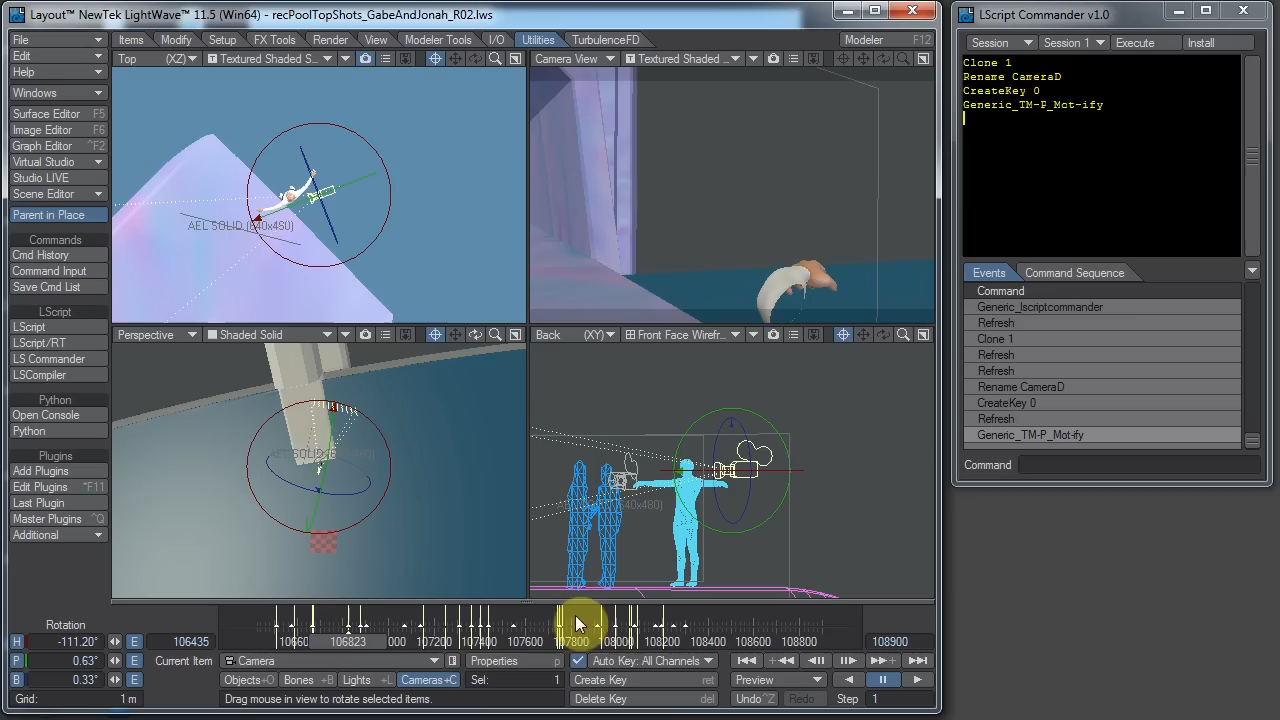 Layout™ NewTek LightWave™ 11.5 (Win64) - recPoolTopShots_GabeAndJonah_R02.lws
File
Items Modify Setup FX Tools Render View Modeler Tools I/O Utilities TurbulenceFD Modeler F12
Edit
Help
Windows
Surface Editor F5
Image Editor F6
Graph Editor ^F2
Virtual Studio
Studio LIVE
Scene Editor
Parent in Place
Commands
Cmd History
Command Input
Save Cmd List
LScript
LScript
LScript/RT
LS Commander
LSCompiler
Python
Open Console
Python
Plugins
Add Plugins
Edit Plugins ^F11
Last Plugin
Master Plugins ^Q
Additional
Top (XZ) Textured Shaded S...
AEL SOLID (640x480)
Camera View Textured Shaded ...
Perspective Shaded Solid
Back (XY) Front Face Wirefr...
Rotation
H -111.20° E
P 0.63° E
B 0.33° E
Grid: 1 m
106435 106823 000 107200 107400 107600 107800 108000 108200 108400 108600 108800 108900
Current Item Camera Properties p Auto Key: All Channels
Objects+O Bones +B Lights +L Cameras+C Sel: 1 Create Key ret Preview
Drag mouse in view to rotate selected items. Delete Key del Undo^Z Redo Step 1
LScript Commander v1.0
Session Session 1 Execute Install
Clone 1
Rename CameraD
CreateKey 0
Generic_TM-P_Mot-ify
Events Command Sequence
Command
Generic_lscriptcommander
Refresh
Clone 1
Refresh
Refresh
Rename CameraD
CreateKey 0
Refresh
Generic_TM-P_Mot-ify
Command